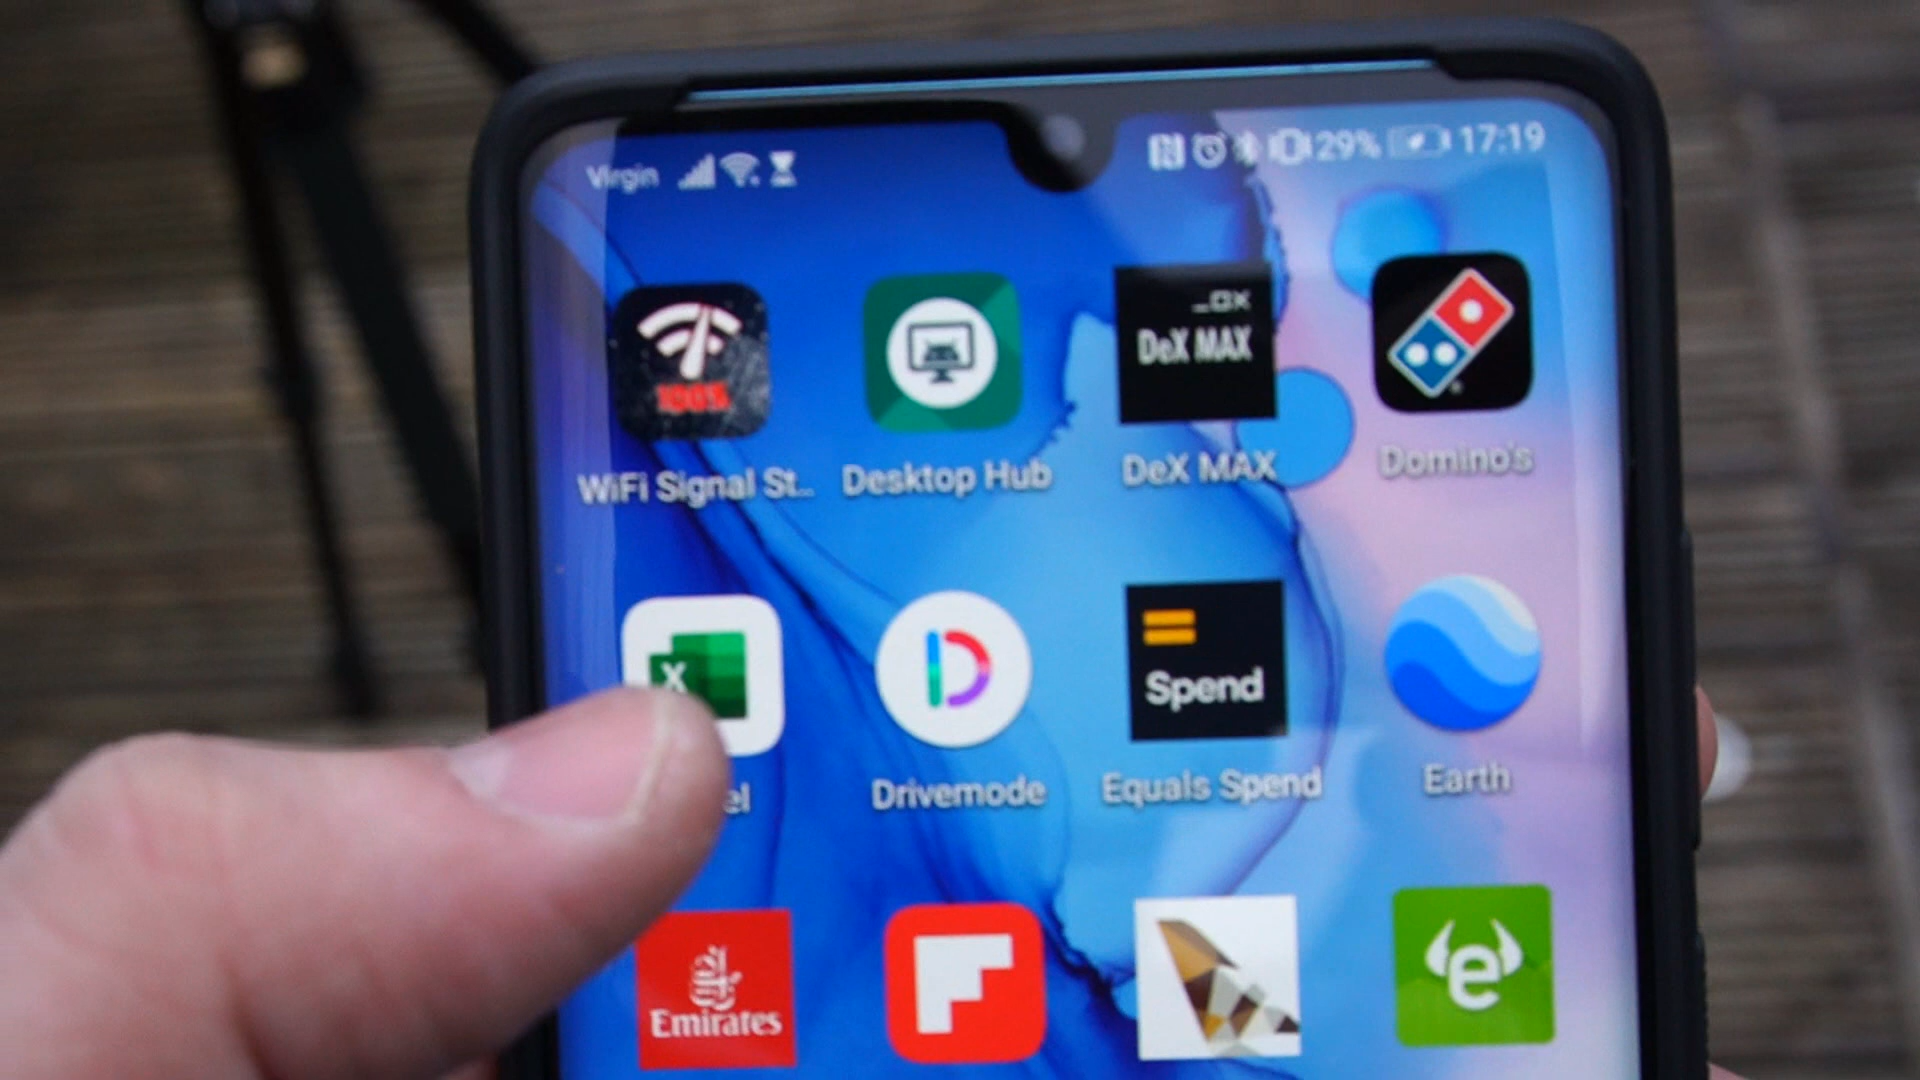 Virgin 29% 17:19
100%
DeX MAX
WiFi Signal St..
Desktop Hub
DeX MAX
Domino's
X
Spend
el
Drivemode
Equals Spend
Earth
Emirates
e